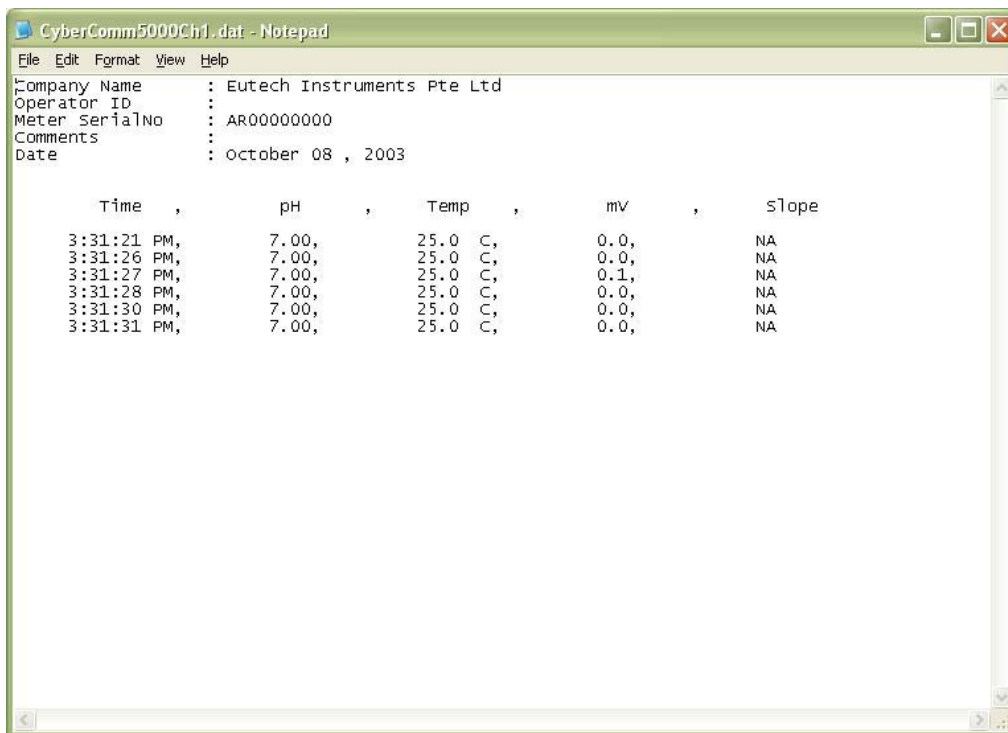 CyberComm5000Ch1.dat - Notepad
File Edit Format View Help
Company Name : Eutech Instruments Pte Ltd
Operator ID :
Meter SerialNo : AR00000000
Comments :
Date : October 08 , 2003
Time , pH , Temp , mV , Slope
3:31:21 PM, 7.00, 25.0 C, 0.0, NA
3:31:26 PM, 7.00, 25.0 C, 0.0, NA
3:31:27 PM, 7.00, 25.0 C, 0.1, NA
3:31:28 PM, 7.00, 25.0 C, 0.0, NA
3:31:30 PM, 7.00, 25.0 C, 0.0, NA
3:31:31 PM, 7.00, 25.0 C, 0.0, NA